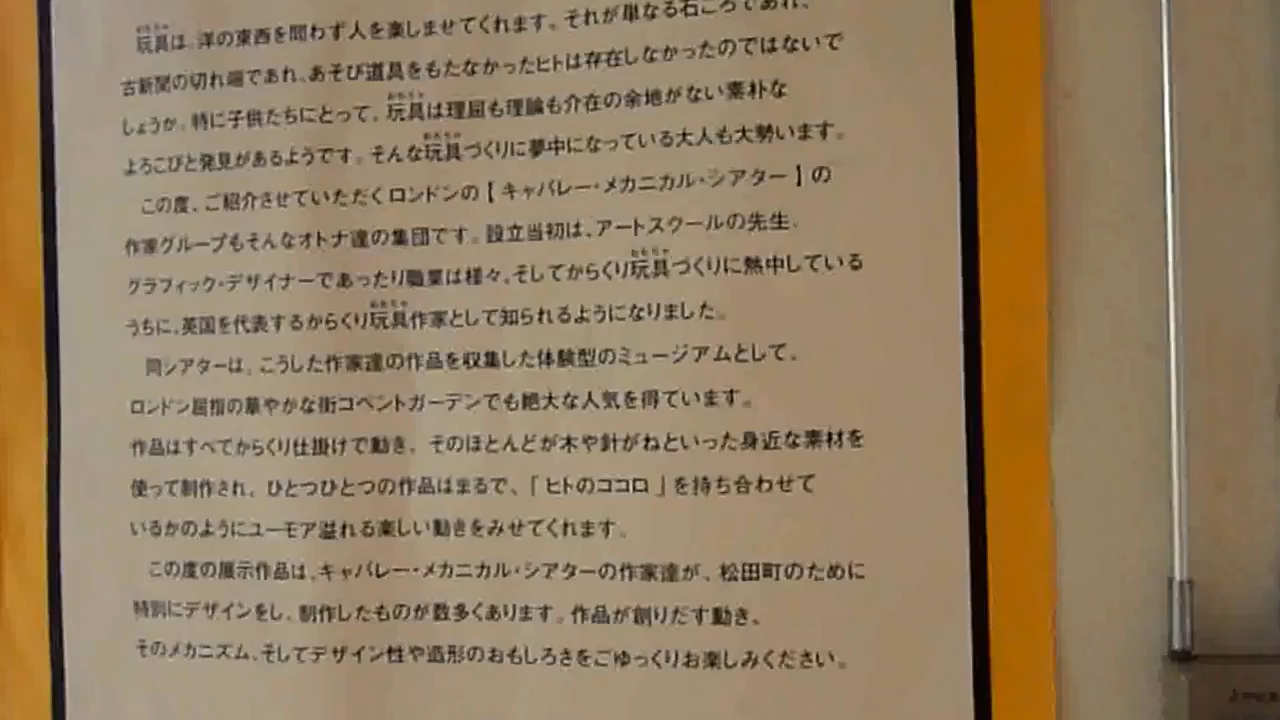 玩具は、洋の東西を問わず人を楽しませてくれます。それが単なる石ころであれ、
古新聞の切れ端であれ、あそび道具をもたなかったヒトは存在しなかったのではないで
しょうか。特に子供たちにとって、玩具は理屈も理論も介在の余地がない素朴な
よろこびと発見があるようです。そんな玩具づくりに夢中になっている大人も大勢います。
この度、ご紹介させていただくロンドンの【キャバレー・メカニカル・シアター】の
作家グループもそんなオトナ達の集団です。設立当初は、アートスクールの先生、
グラフィック・デザイナーであったり職業は様々、そしてからくり玩具づくりに熱中している
うちに、英国を代表するからくり玩具作家として知られるようになりました。
同シアターは、こうした作家達の作品を収集した体験型のミュージアムとして、
ロンドン屈指の華やかな街コベントガーデンでも絶大な人気を得ています。
作品はすべてからくり仕掛けで動き、そのほとんどが木や針がねといった身近な素材を
使って制作され、ひとつひとつの作品はまるで、「ヒトのココロ」を持ち合わせて
いるかのようにユーモア溢れる楽しい動きをみせてくれます。
この度の展示作品は、キャバレー・メカニカル・シアターの作家達が、松田町のために
特別にデザインをし、制作したものが数多くあります。作品が創りだす動き、
そのメカニズム、そしてデザイン性や造形のおもしろさをごゆっくりお楽しみください。